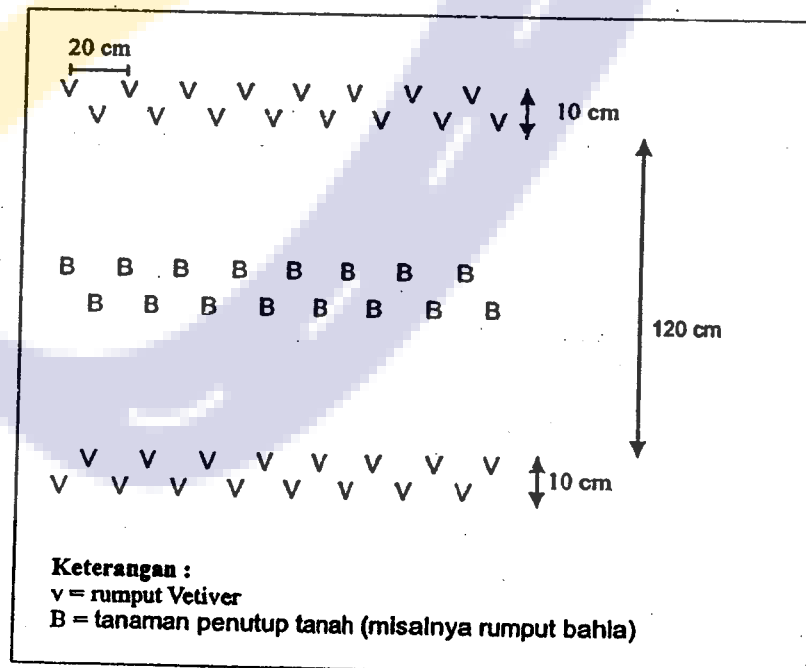 20 cm
V V V V V V V V
V V V V V V V V
10 cm
B B B B B B B B
B B B B B B B B
120 cm
V V V V V V V V
V V V V V V V V
10 cm
Keterangan :
v = rumput Vetiver
B = tanaman penutup tanah (misalnya rumput bahia)